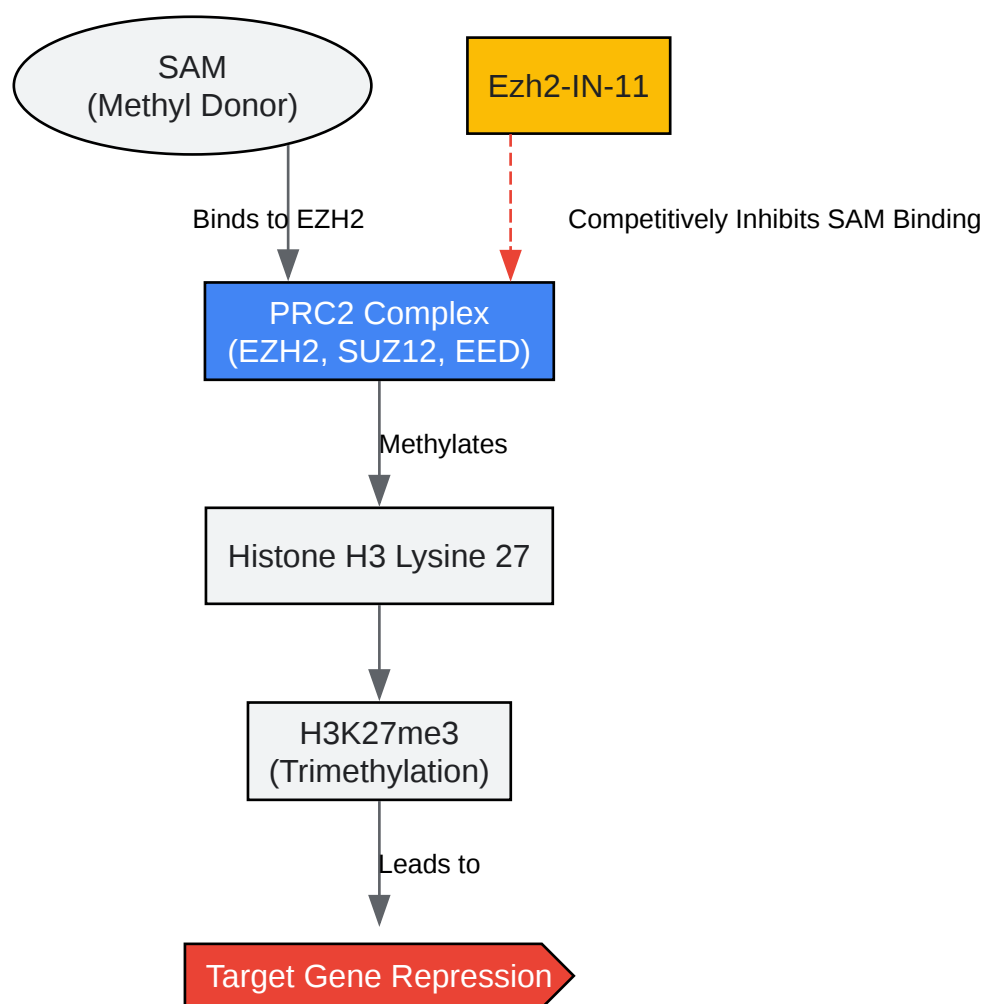 SAM
(Methyl Donor)
Ezh2-IN-11
Binds to EZH2
Competitively Inhibits SAM Binding
PRC2 Complex
(EZH2, SUZ12, EED)
Methylates
Histone H3 Lysine 27
H3K27me3
(Trimethylation)
Leads to
Target Gene Repression